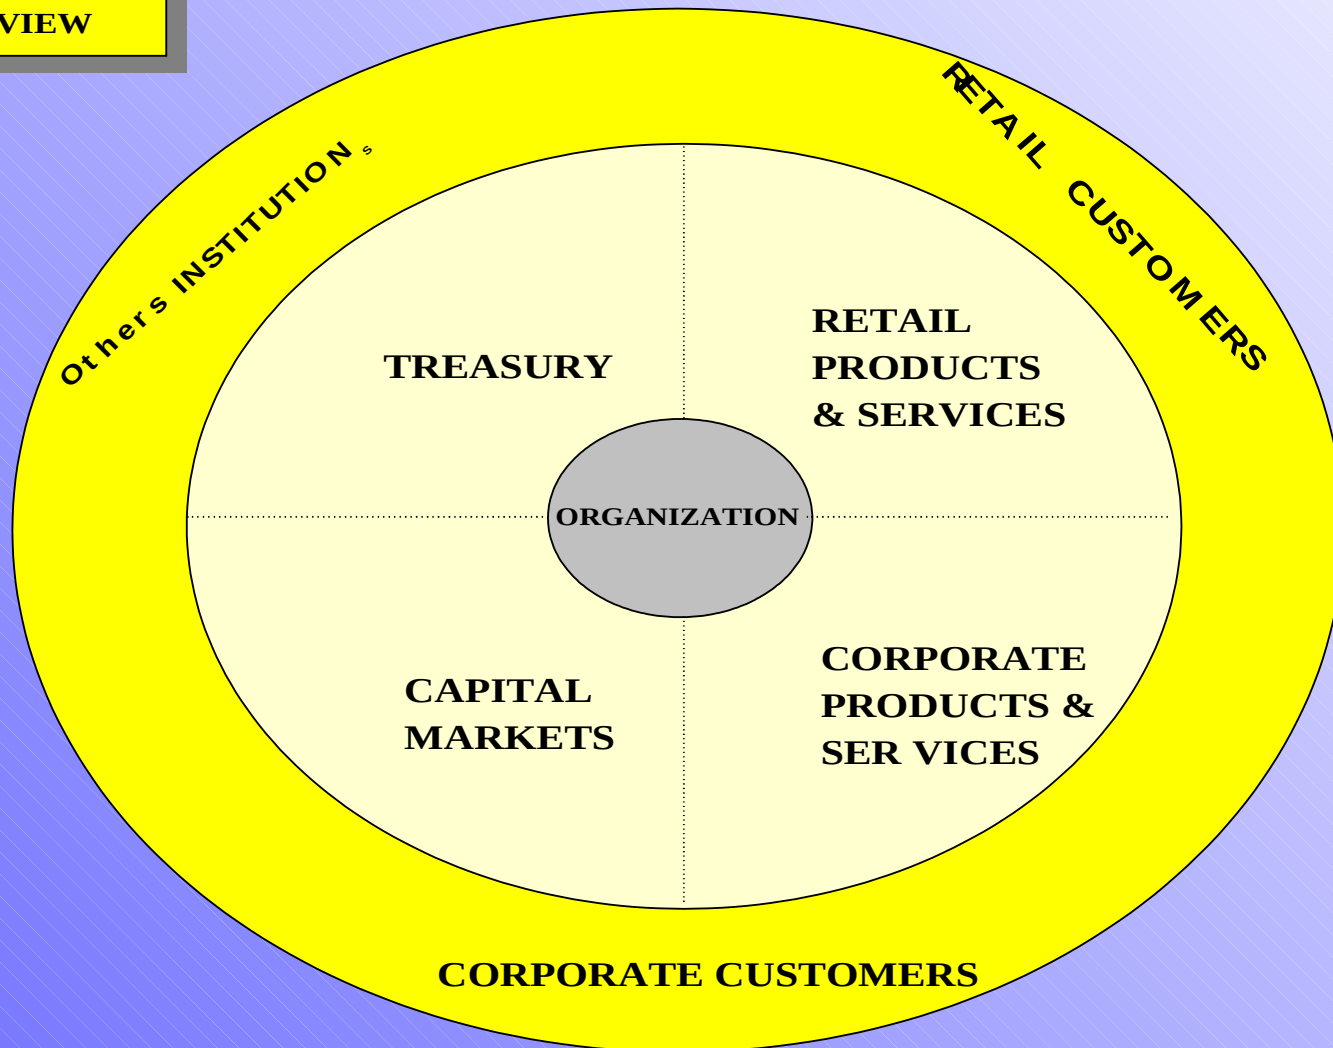 VIEW
RETAIL CUSTOMERS
Others INSTITUTIONs
RETAIL
PRODUCTS
& SERVICES
TREASURY
ORGANIZATION
CORPORATE
PRODUCTS &
SER VICES
CAPITAL
MARKETS
CORPORATE CUSTOMERS